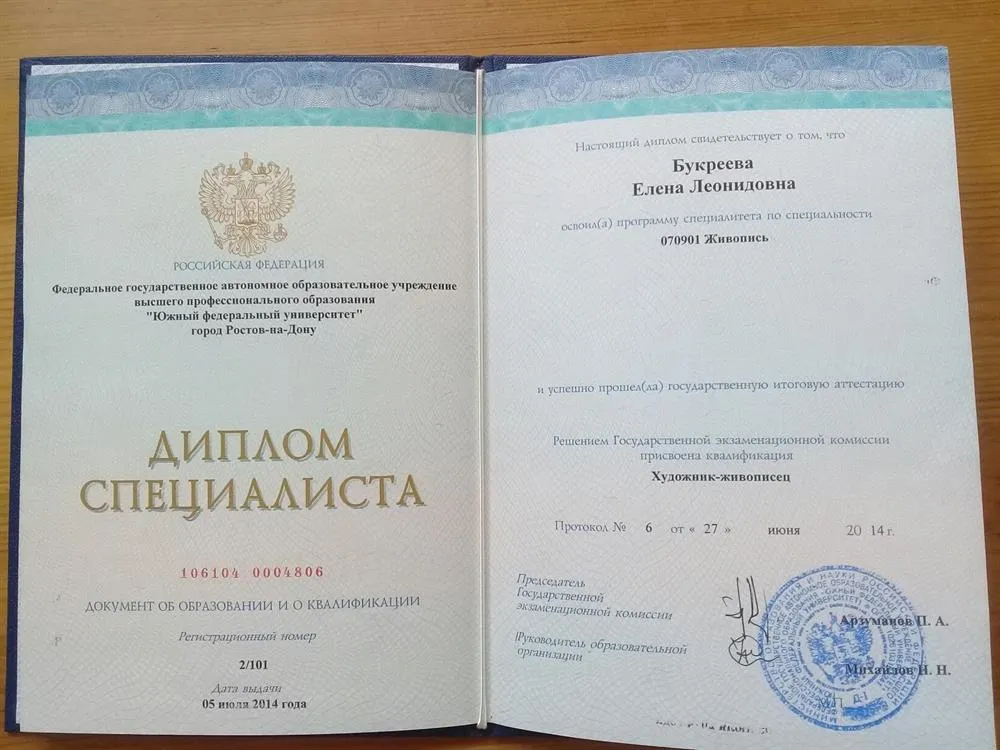 РОССИЙСКАЯ ФЕДЕРАЦИЯ
Федеральное государственное автономное образовательное учреждение
высшего профессионального образования
"Южный федеральный университет"
город Ростов-на-Дону
ДИПЛОМ
СПЕЦИАЛИСТА
106104 0004806
ДОКУМЕНТ ОБ ОБРАЗОВАНИИ И О КВАЛИФИКАЦИИ
Регистрационный номер
2/101
Дата выдачи
05 июля 2014 года
Настоящий диплом свидетельствует о том, что
Букреева
Елена Леонидовна
освоил(а) программу специалитета по специальности
070901 Живопись
и успешно прошел(ла) государственную итоговую аттестацию
Решением Государственной экзаменационной комиссии
присвоена квалификация
Художник-живописец
Протокол № 6 от « 27 » июня 2014 г.
Председатель
Государственной
экзаменационной комиссии
Арзуманов П. А.
Руководитель образовательной
организации
Михайлов Н. Н.
МП